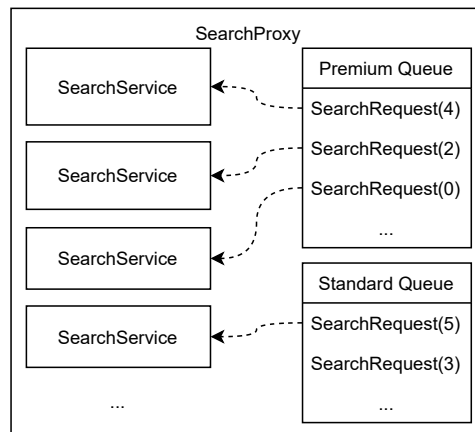 SearchProxy
SearchService
SearchService
SearchService
SearchService
...
Premium Queue
SearchRequest(4)
SearchRequest(2)
SearchRequest(0)
...
Standard Queue
SearchRequest(5)
SearchRequest(3)
...